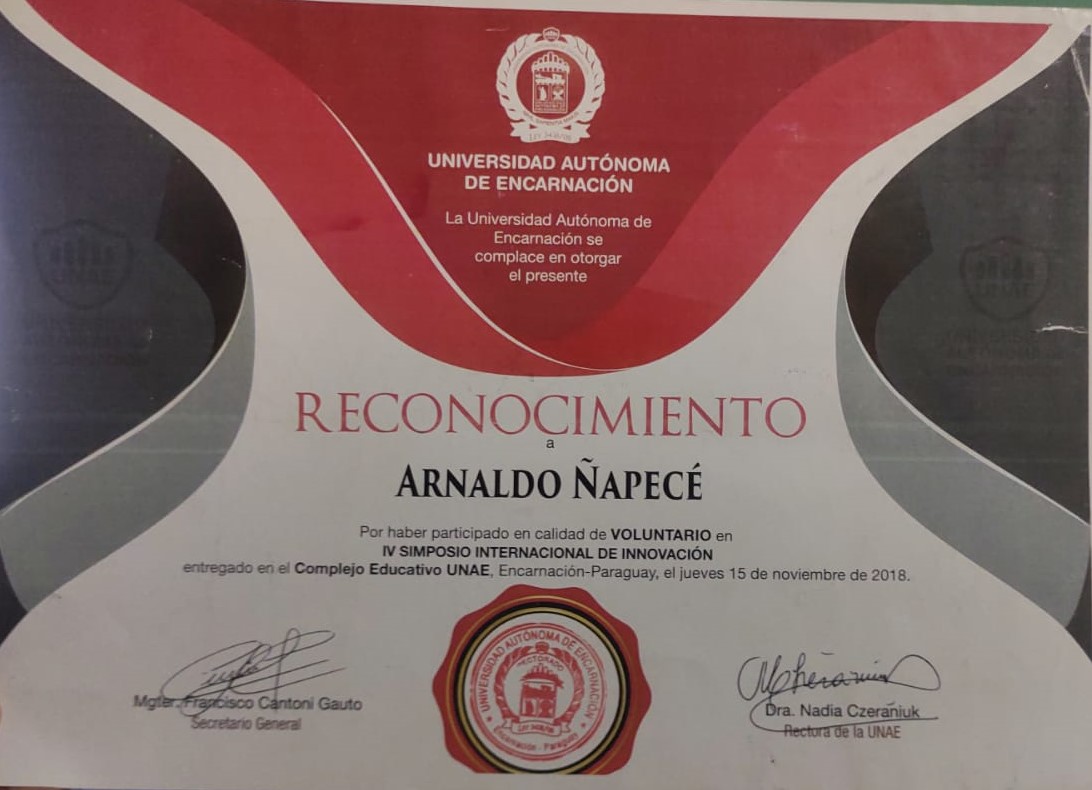 UNIVERSIDAD AUTÓNOMA
DE ENCARNACIÓN
La Universidad Autónoma de
Encarnación se
complace en otorgar
el presente
RECONOCIMIENTO
a
ARNALDO ÑAPECÉ
Por haber participado en calidad de VOLUNTARIO en
IV SIMPOSIO INTERNACIONAL DE INNOVACIÓN
entregado en el Complejo Educativo UNAE, Encarnación-Paraguay, el jueves 15 de noviembre de 2018.
UNIVERSIDAD AUTÓNOMA DE ENCARNACIÓN
RECTORADO
Encarnación - Paraguay
Mgter. Francisco Cantoni Gauto
Secretario General
Dra. Nadia Czeraniuk
Rectora de la UNAE